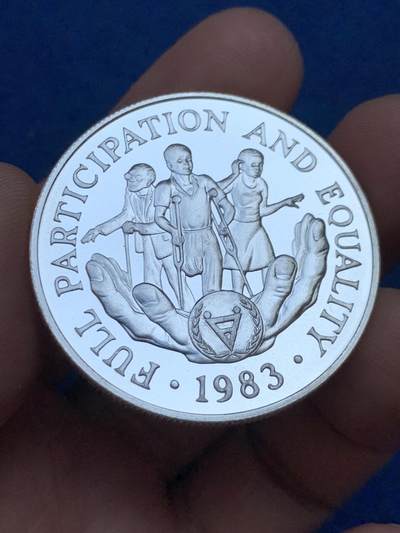 FULL PARTICIPATION AND EQUALITY
· 1983 ·